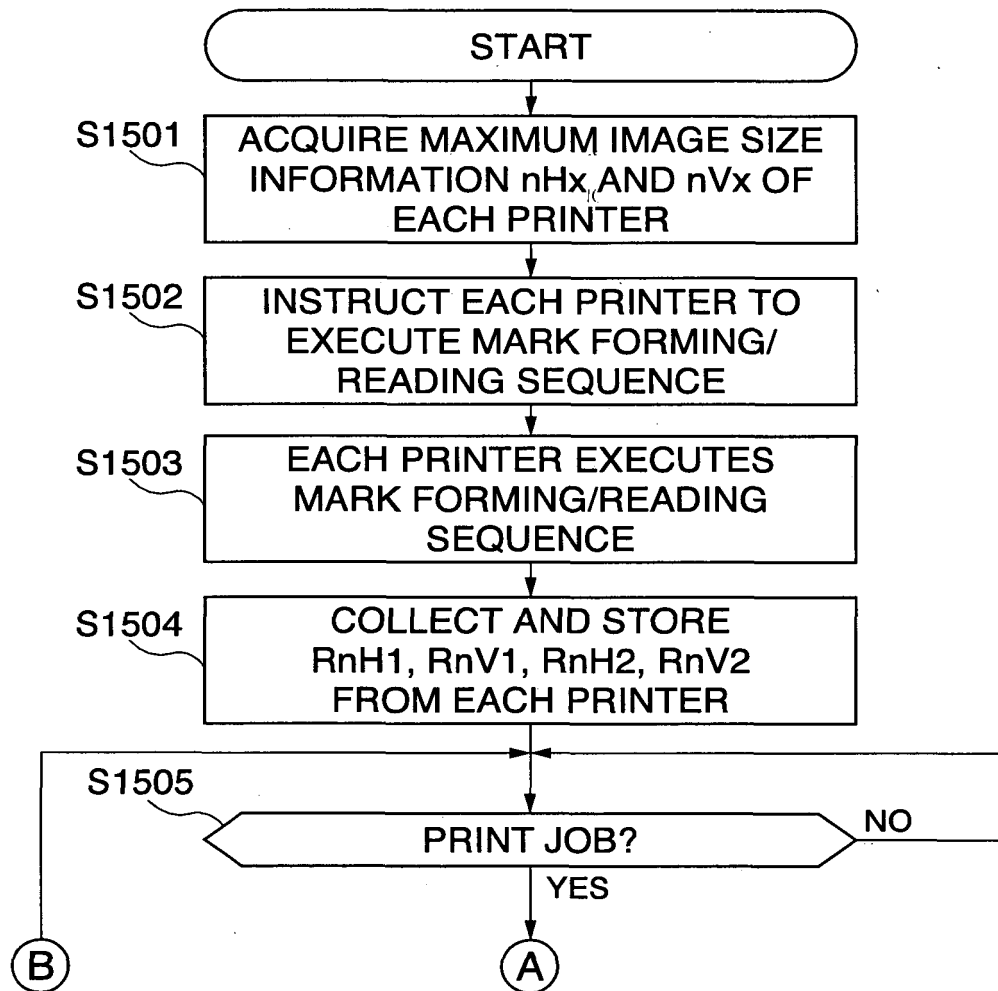 START
S1501
ACQUIRE MAXIMUM IMAGE SIZE
INFORMATION nHx AND nVx OF
EACH PRINTER
S1502
INSTRUCT EACH PRINTER TO
EXECUTE MARK FORMING/
READING SEQUENCE
S1503
EACH PRINTER EXECUTES
MARK FORMING/READING
SEQUENCE
S1504
COLLECT AND STORE
RnH1, RnV1, RnH2, RnV2
FROM EACH PRINTER
S1505
PRINT JOB?
NO
YES
B
A